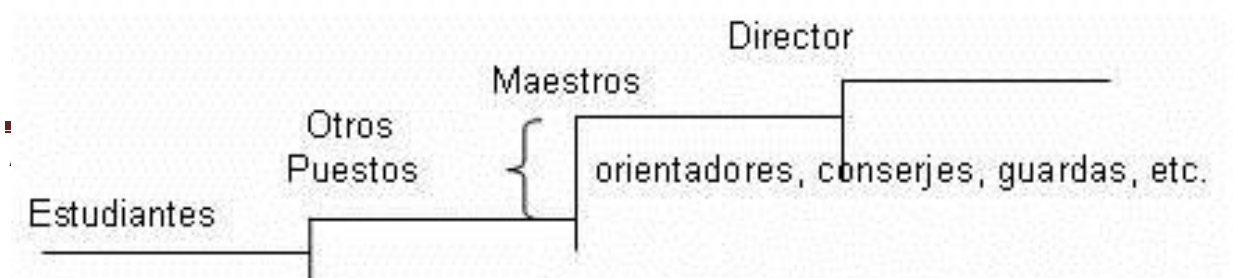 Director
Maestros
Otros
Puestos
orientadores, conserjes, guardas, etc.
Estudiantes